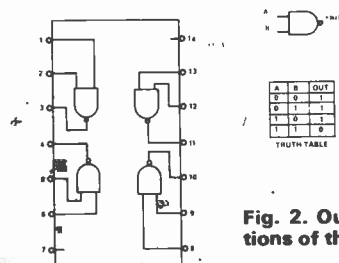 1
2
3
4
5
6
7
14
13
12
11
10
9
8
A
A B OUT
0 0 1
0 1 1
1 0 1
1 1 0
TRUTH TABLE
Fig. 2. Ou
tions of th